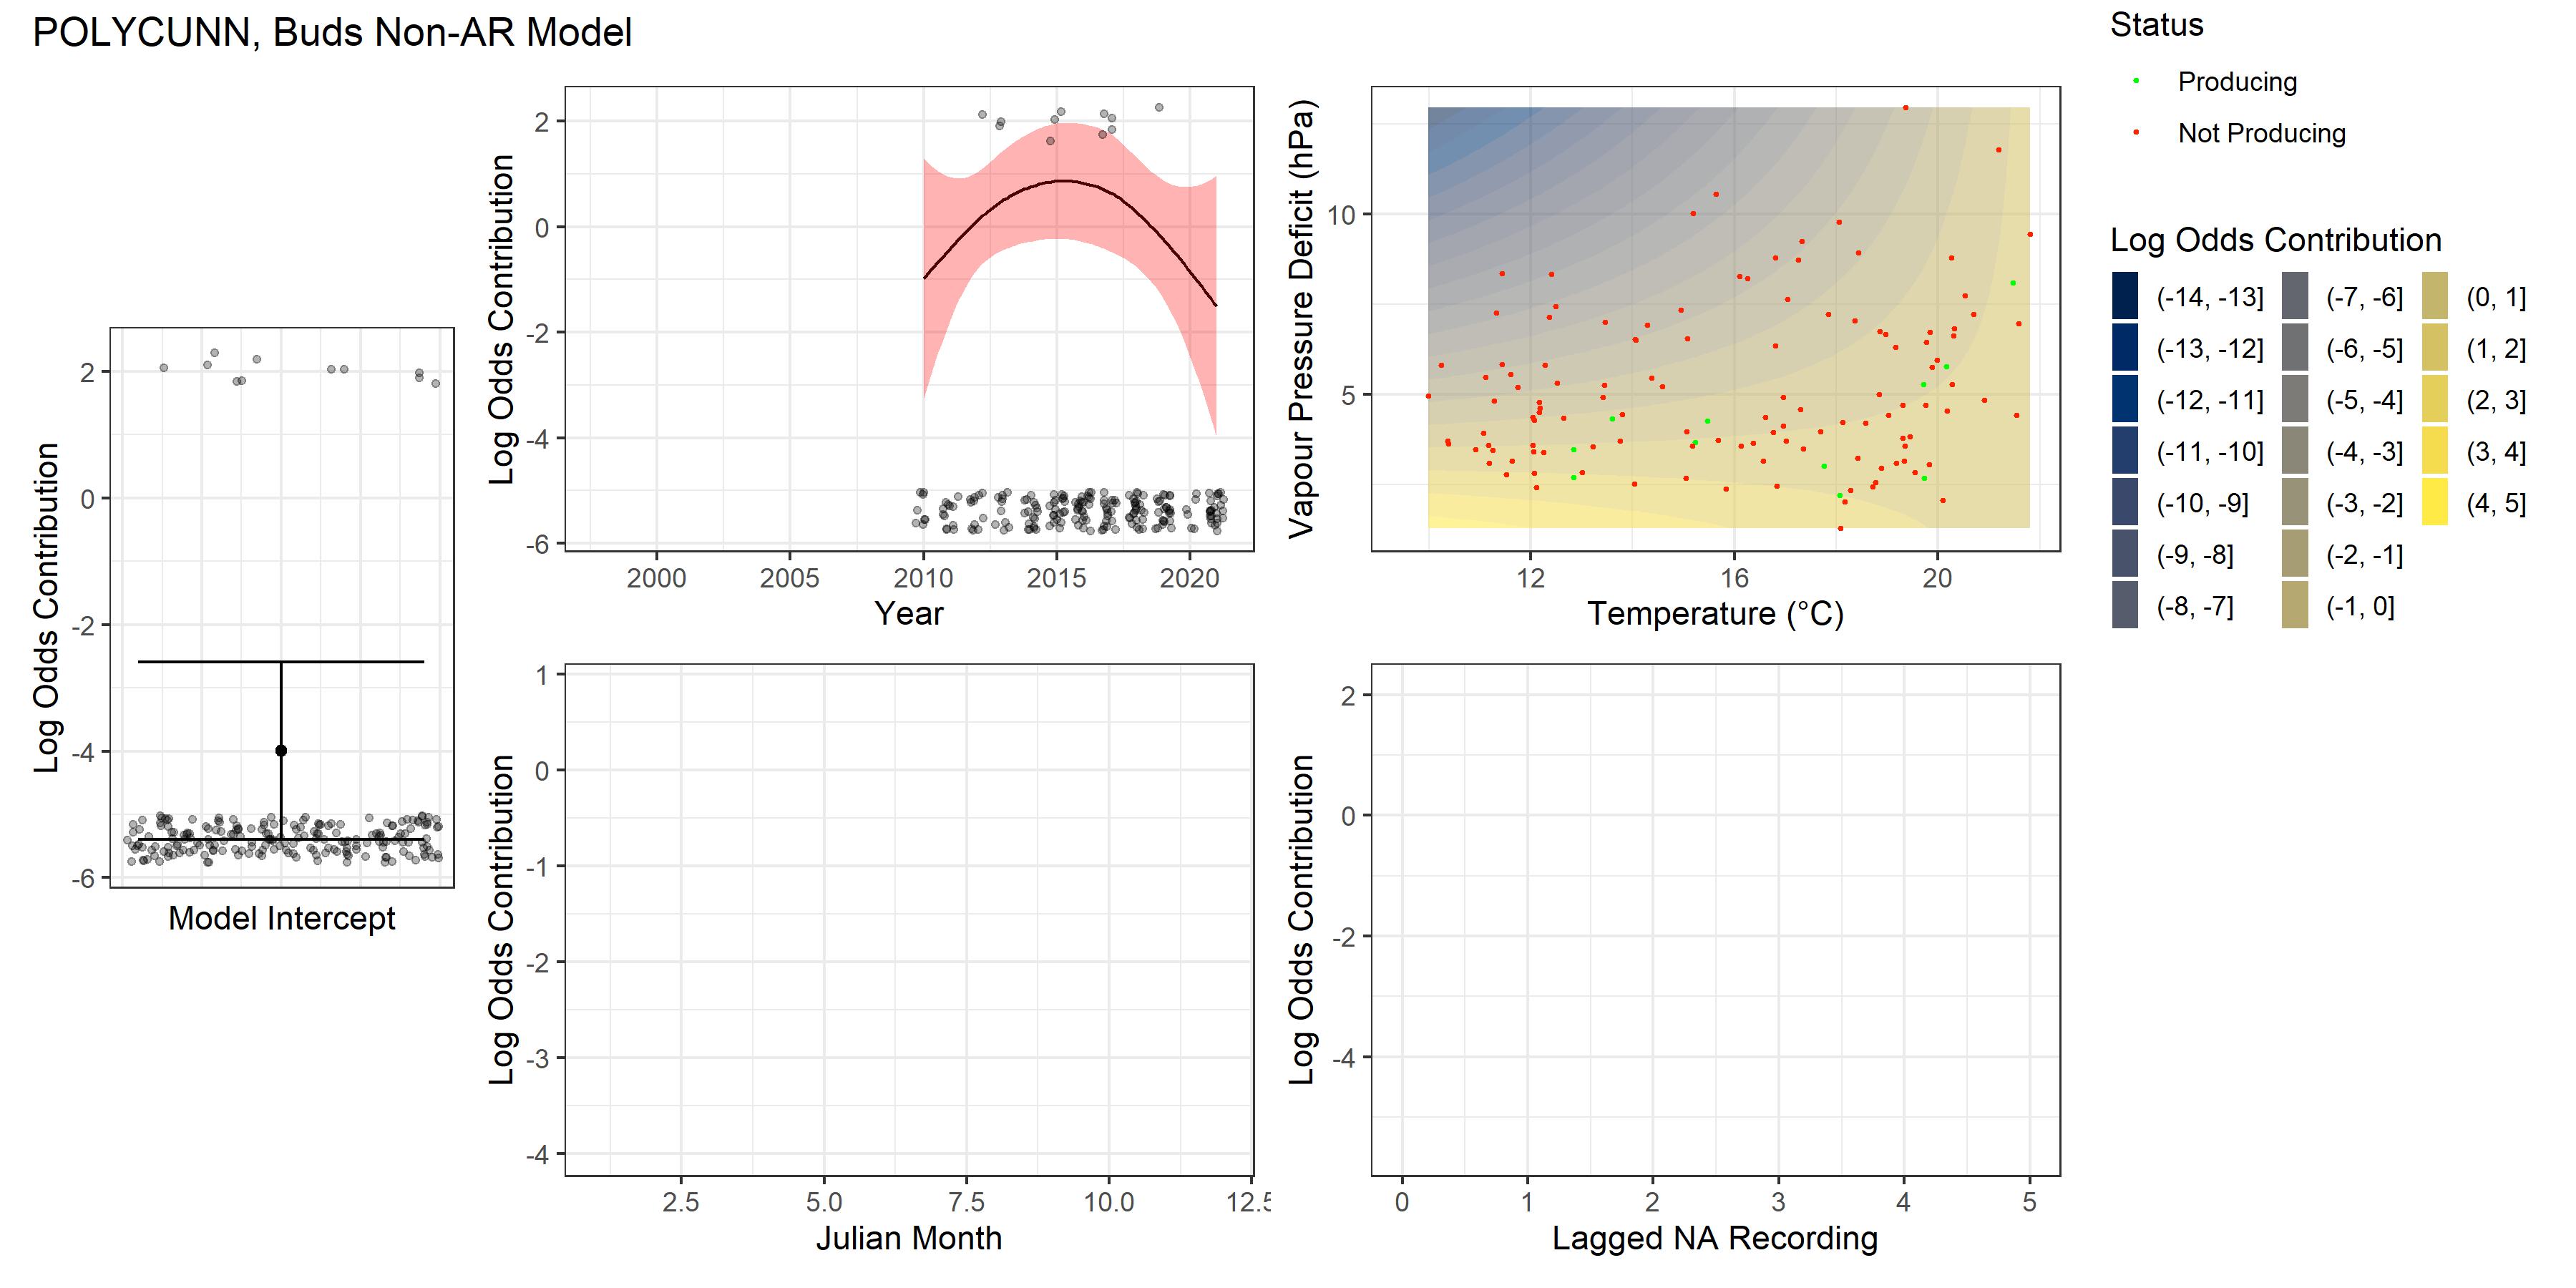 POLYCUNN, Buds Non-AR Model
Log Odds Contribution
2
0
-2
-4
-6
Model Intercept
Log Odds Contribution
2
0
-2
-4
-6
2000 2005 2010 2015 2020
Year
Vapour Pressure Deficit (hPa)
10
5
12 16 20
Temperature (°C)
Log Odds Contribution
1
0
-1
-2
-3
-4
2.5 5.0 7.5 10.0 12.5
Julian Month
Log Odds Contribution
2
0
-2
-4
0 1 2 3 4 5
Lagged NA Recording
Status
Producing
Not Producing
Log Odds Contribution
(-14, -13] (-7, -6] (0, 1]
(-13, -12] (-6, -5] (1, 2]
(-12, -11] (-5, -4] (2, 3]
(-11, -10] (-4, -3] (3, 4]
(-10, -9] (-3, -2] (4, 5]
(-9, -8] (-2, -1]
(-8, -7] (-1, 0]